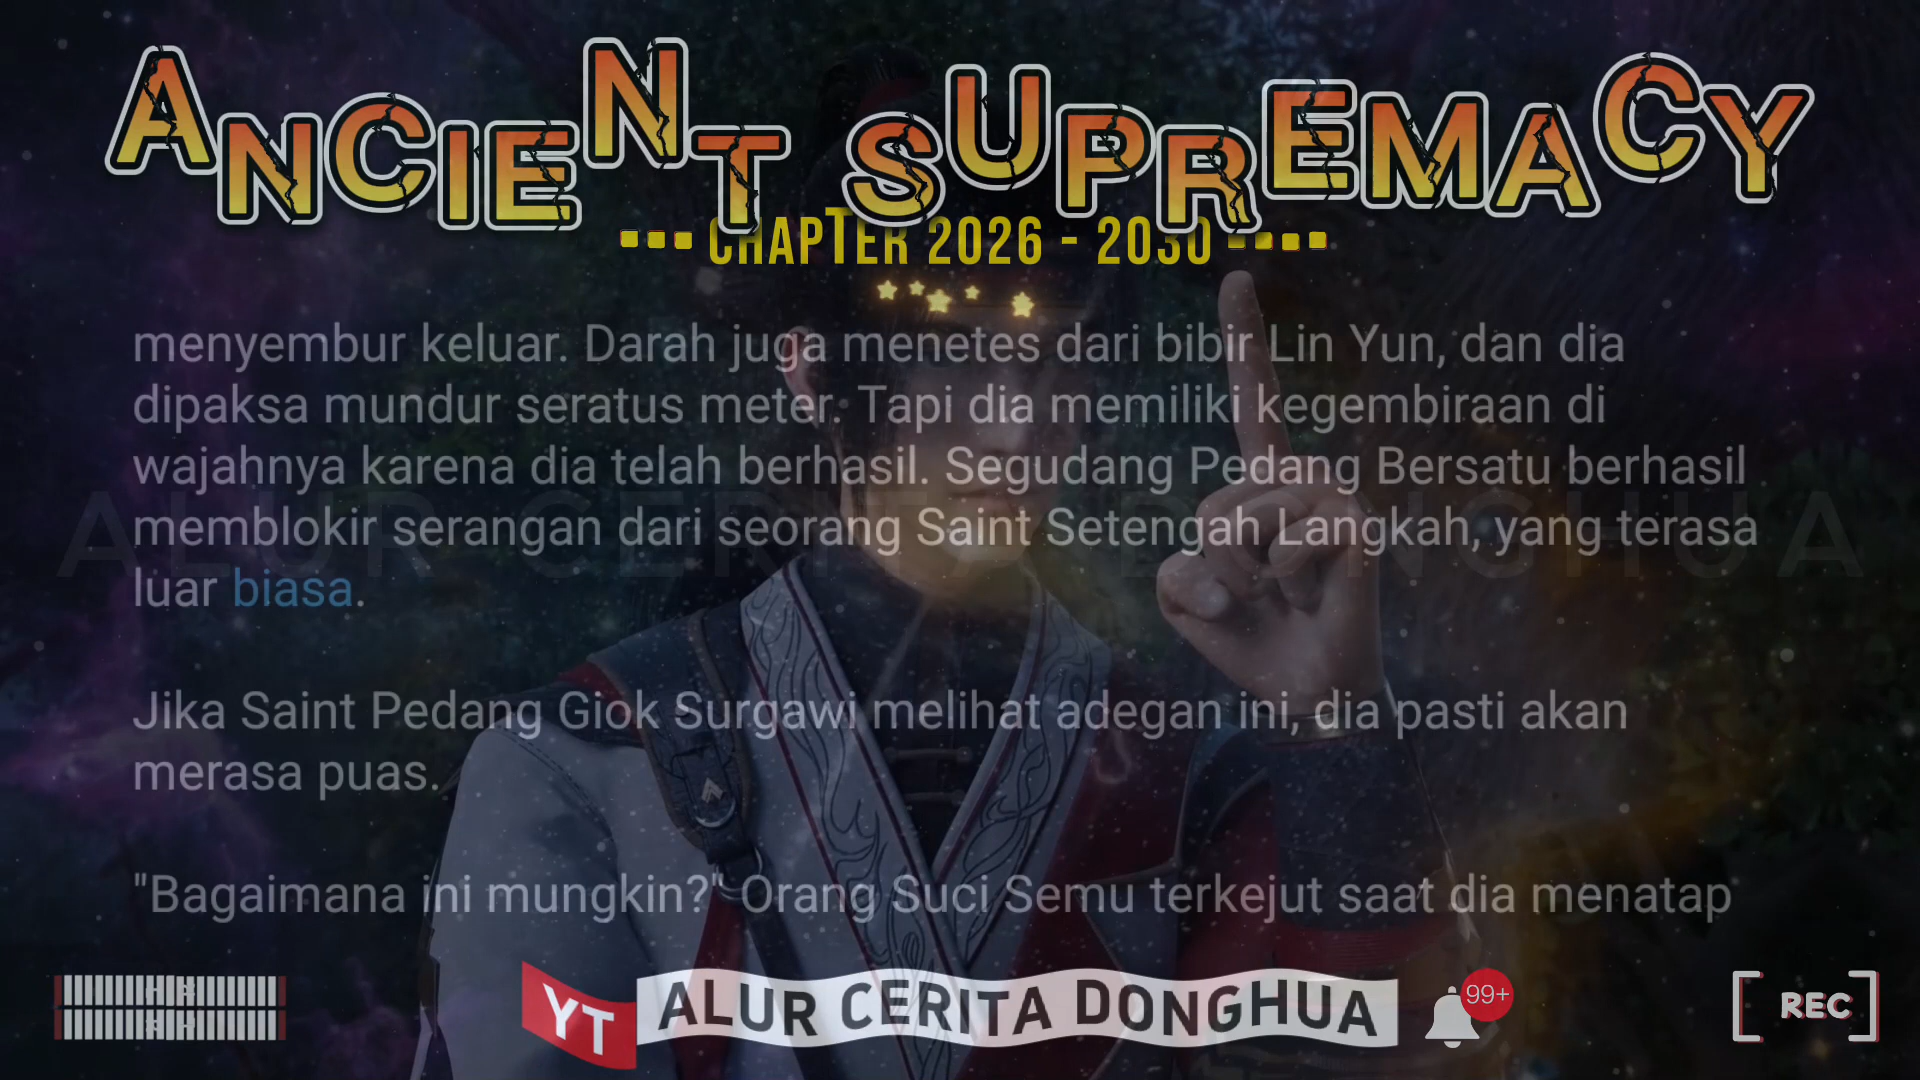 ANCIENT SUPREMACY
CHAPTER 2026 - 2030
menyembur keluar. Darah juga menetes dari bibir Lin Yun, dan dia
dipaksa mundur seratus meter. Tapi dia memiliki kegembiraan di
wajahnya karena dia telah berhasil. Segudang Pedang Bersatu berhasil
ALUR CERITA DONGHUA
memblokir serangan dari seorang Saint Setengah Langkah, yang terasa
luar biasa.
Jika Saint Pedang Giok Surgawi melihat adegan ini, dia pasti akan
merasa puas.
"Bagaimana ini mungkin?" Orang Suci Semu terkejut saat dia menatap
YT ALUR CERITA DONGHUA
99+
REC